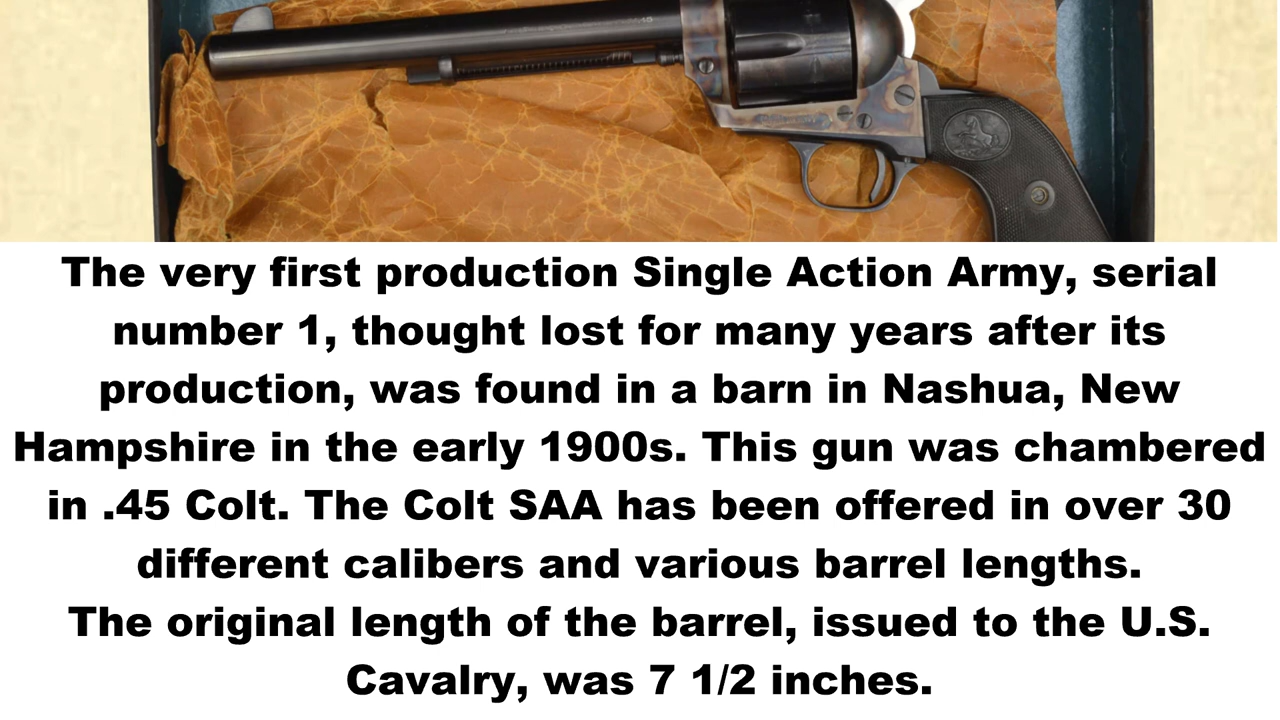 The very first production Single Action Army, serial
number 1, thought lost for many years after its
production, was found in a barn in Nashua, New
Hampshire in the early 1900s. This gun was chambered
in .45 Colt. The Colt SAA has been offered in over 30
different calibers and various barrel lengths.
The original length of the barrel, issued to the U.S.
Cavalry, was 7 1/2 inches.